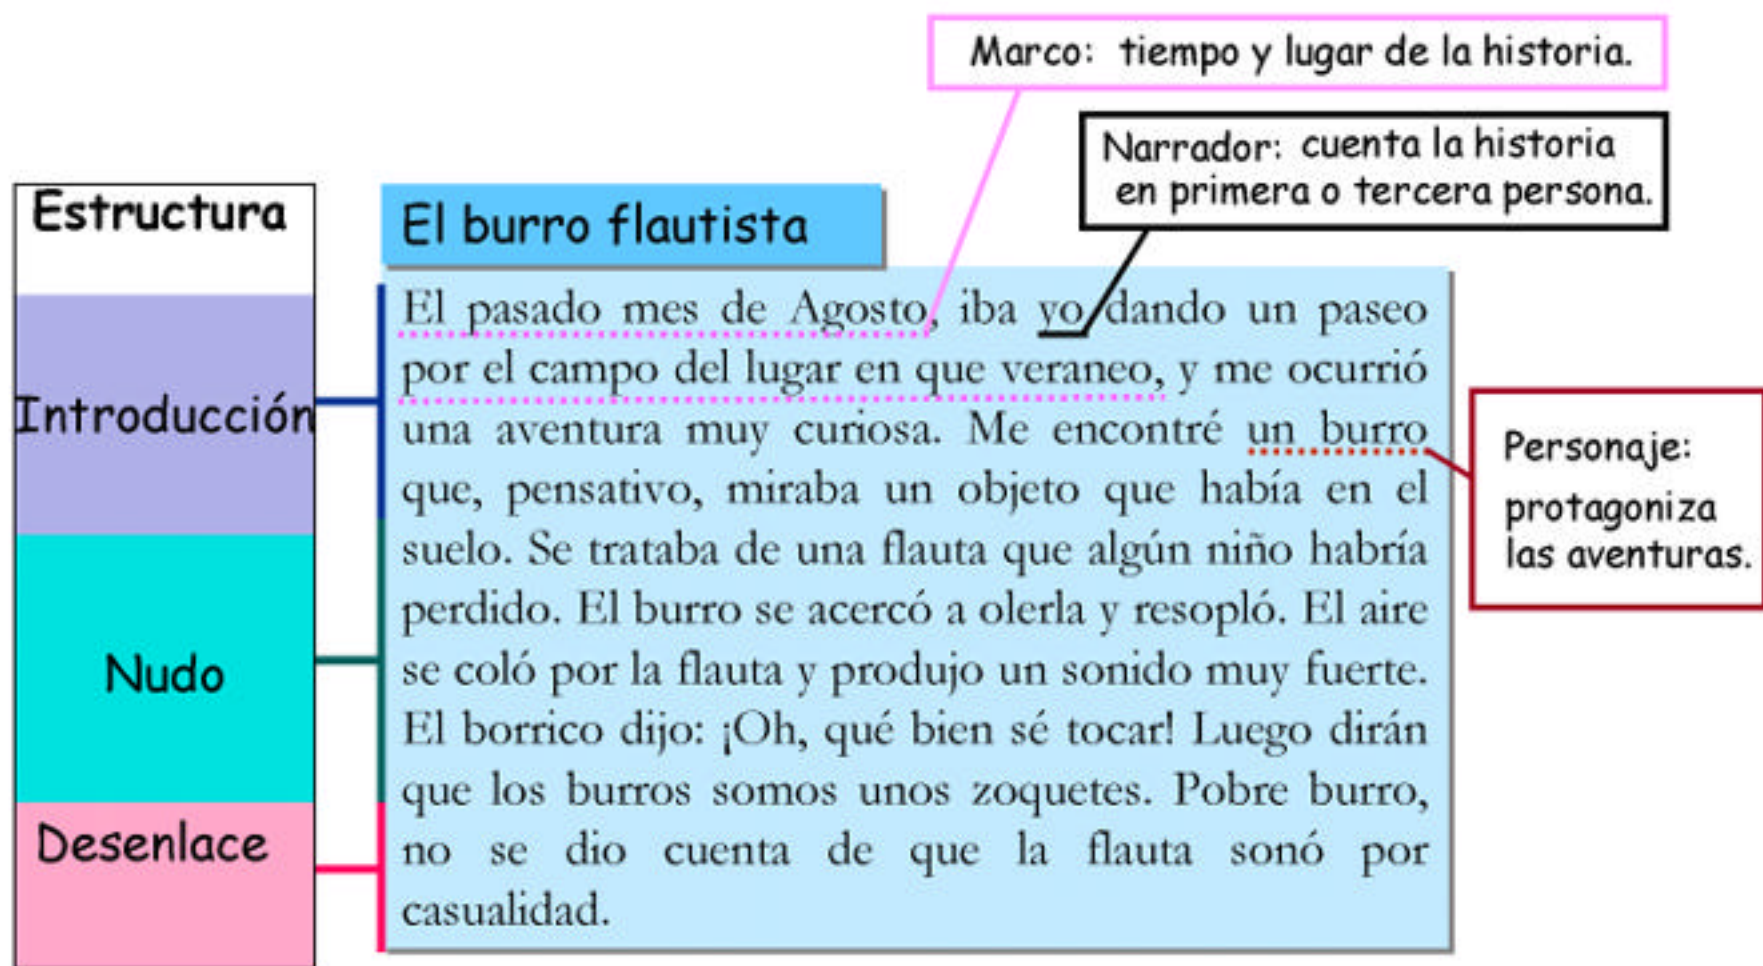 Marco: tiempo y lugar de la historia.
Narrador: cuenta la historia
en primera o tercera persona.
Estructura
Introducción
Nudo
Desenlace
El burro flautista
El pasado mes de Agosto, iba yo dando un paseo
por el campo del lugar en que veraneo, y me ocurrió
una aventura muy curiosa. Me encontré un burro
que, pensativo, miraba un objeto que había en el
suelo. Se trataba de una flauta que algún niño habría
perdido. El burro se acercó a olerla y resopló. El aire
se coló por la flauta y produjo un sonido muy fuerte.
El borrico dijo: ¡Oh, qué bien sé tocar! Luego dirán
que los burros somos unos zoquetes. Pobre burro,
no se dio cuenta de que la flauta sonó por
casualidad.
Personaje:
protagoniza
las aventuras.